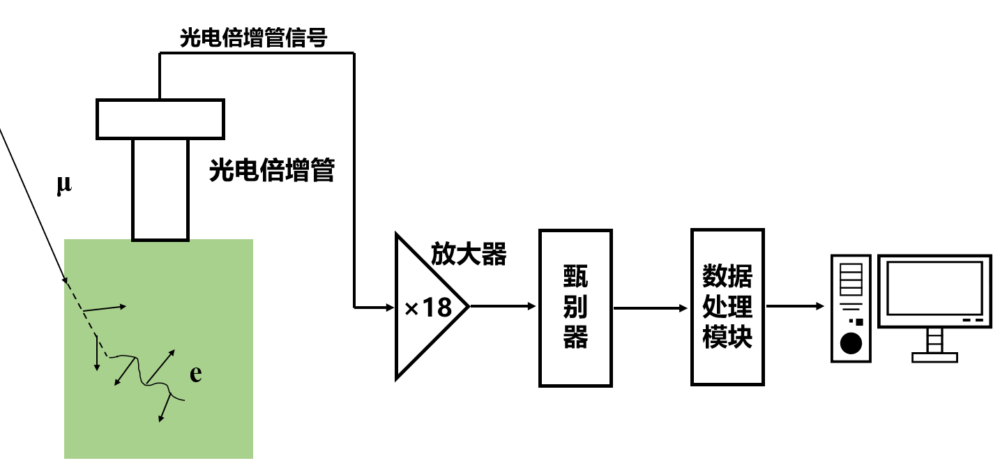 光电倍增管信号
光电倍增管
μ
e
放大器
×18
甄
别
器
数据
处理
模块